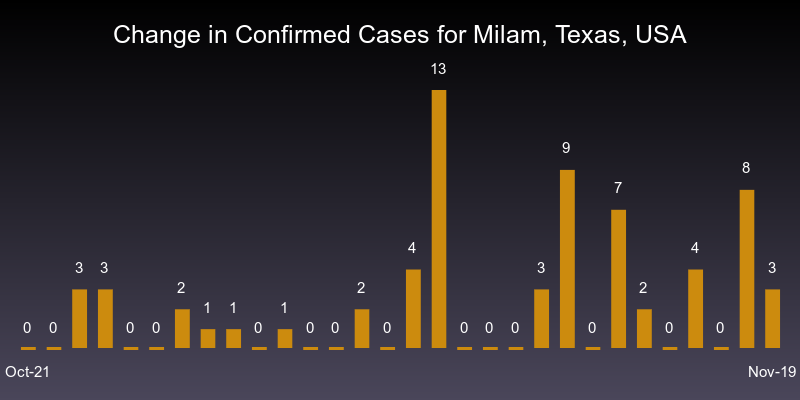 Change in Confirmed Cases for Milam, Texas, USA
0 0 3 3 0 0 2 1 1 0 1 0 0 2 0 4 13 0 0 0 3 9 0 7 2 0 4 0 8 3
Oct-21 Nov-19